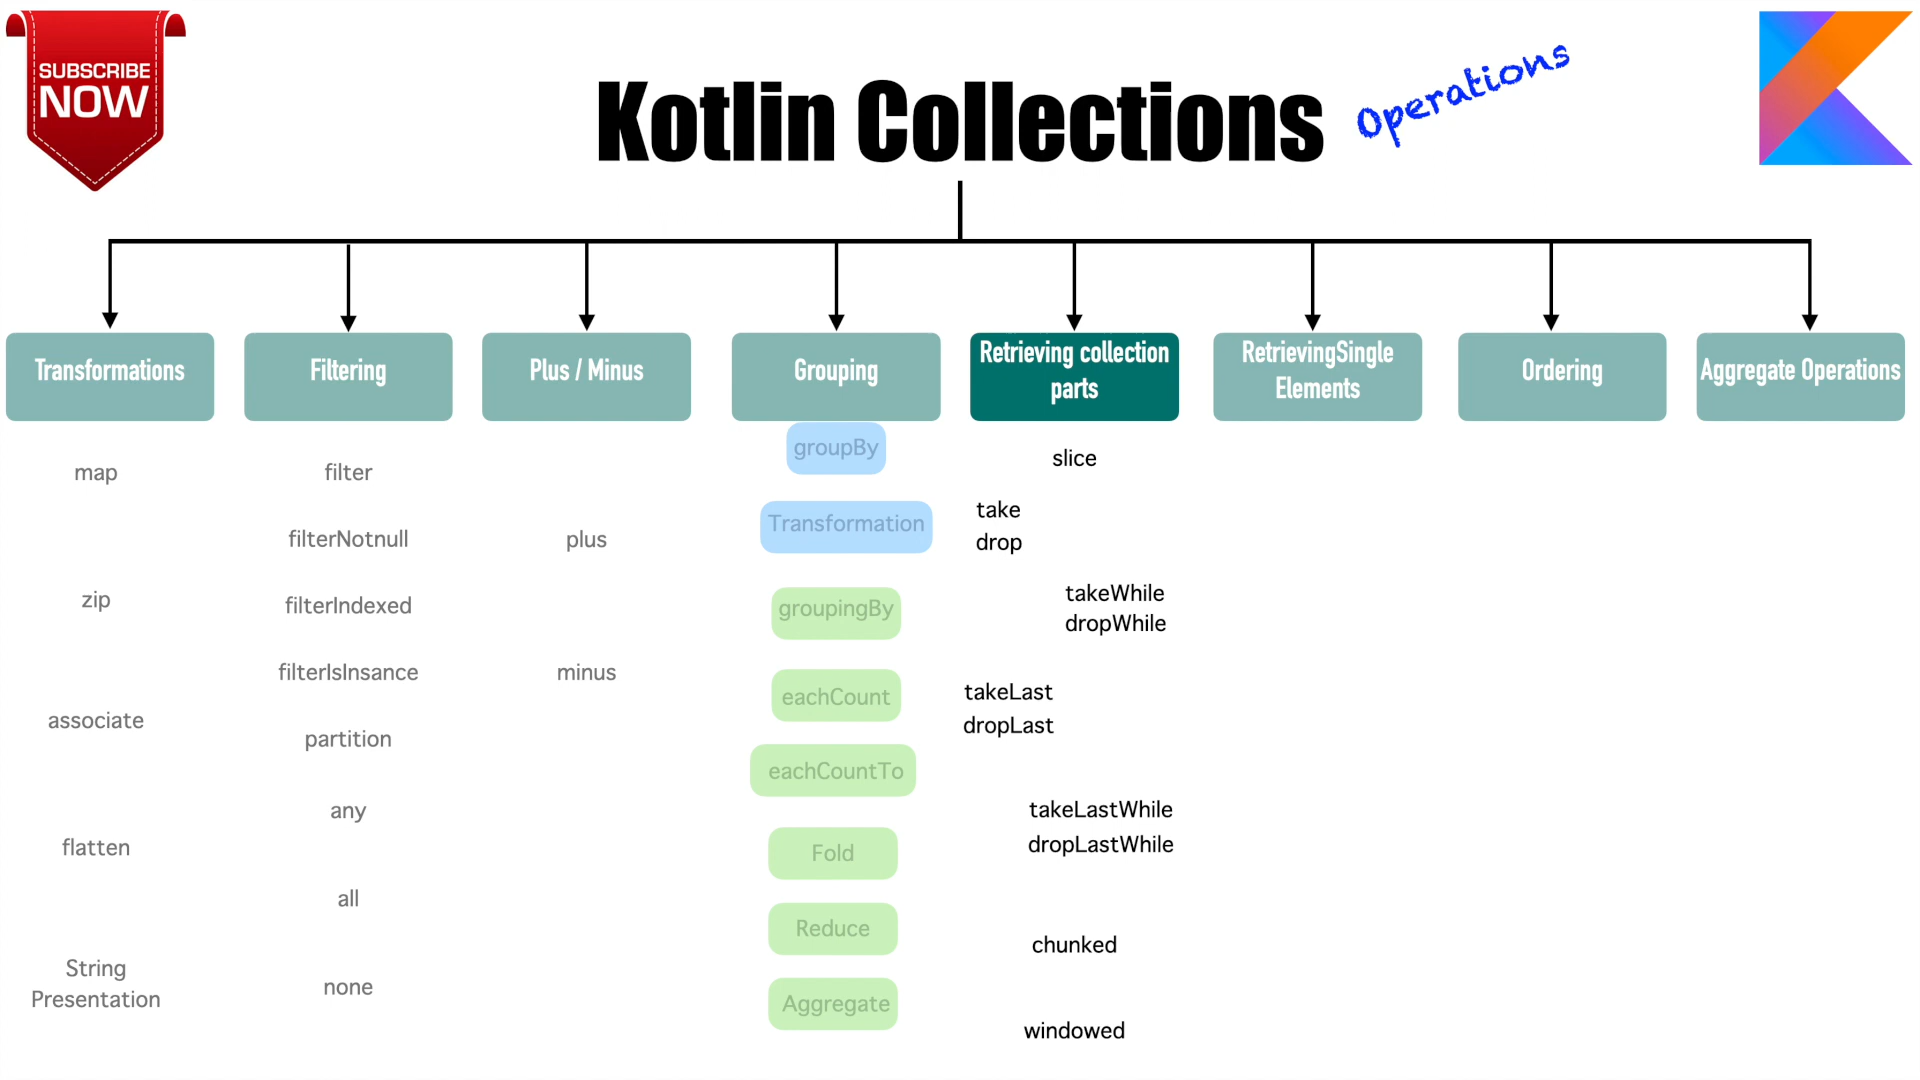 SUBSCRIBE
NOW
Kotlin Collections
Operations
Transformations
map
zip
associate
flatten
String
Presentation
Filtering
filter
filterNotnull
filterIndexed
filterIsInsance
partition
any
all
none
Plus / Minus
plus
minus
Grouping
groupBy
Transformation
groupingBy
eachCount
eachCountTo
Fold
Reduce
Aggregate
Retrieving collection
parts
slice
take
drop
takeWhile
dropWhile
takeLast
dropLast
takeLastWhile
dropLastWhile
chunked
windowed
RetrievingSingle
Elements
Ordering
Aggregate Operations